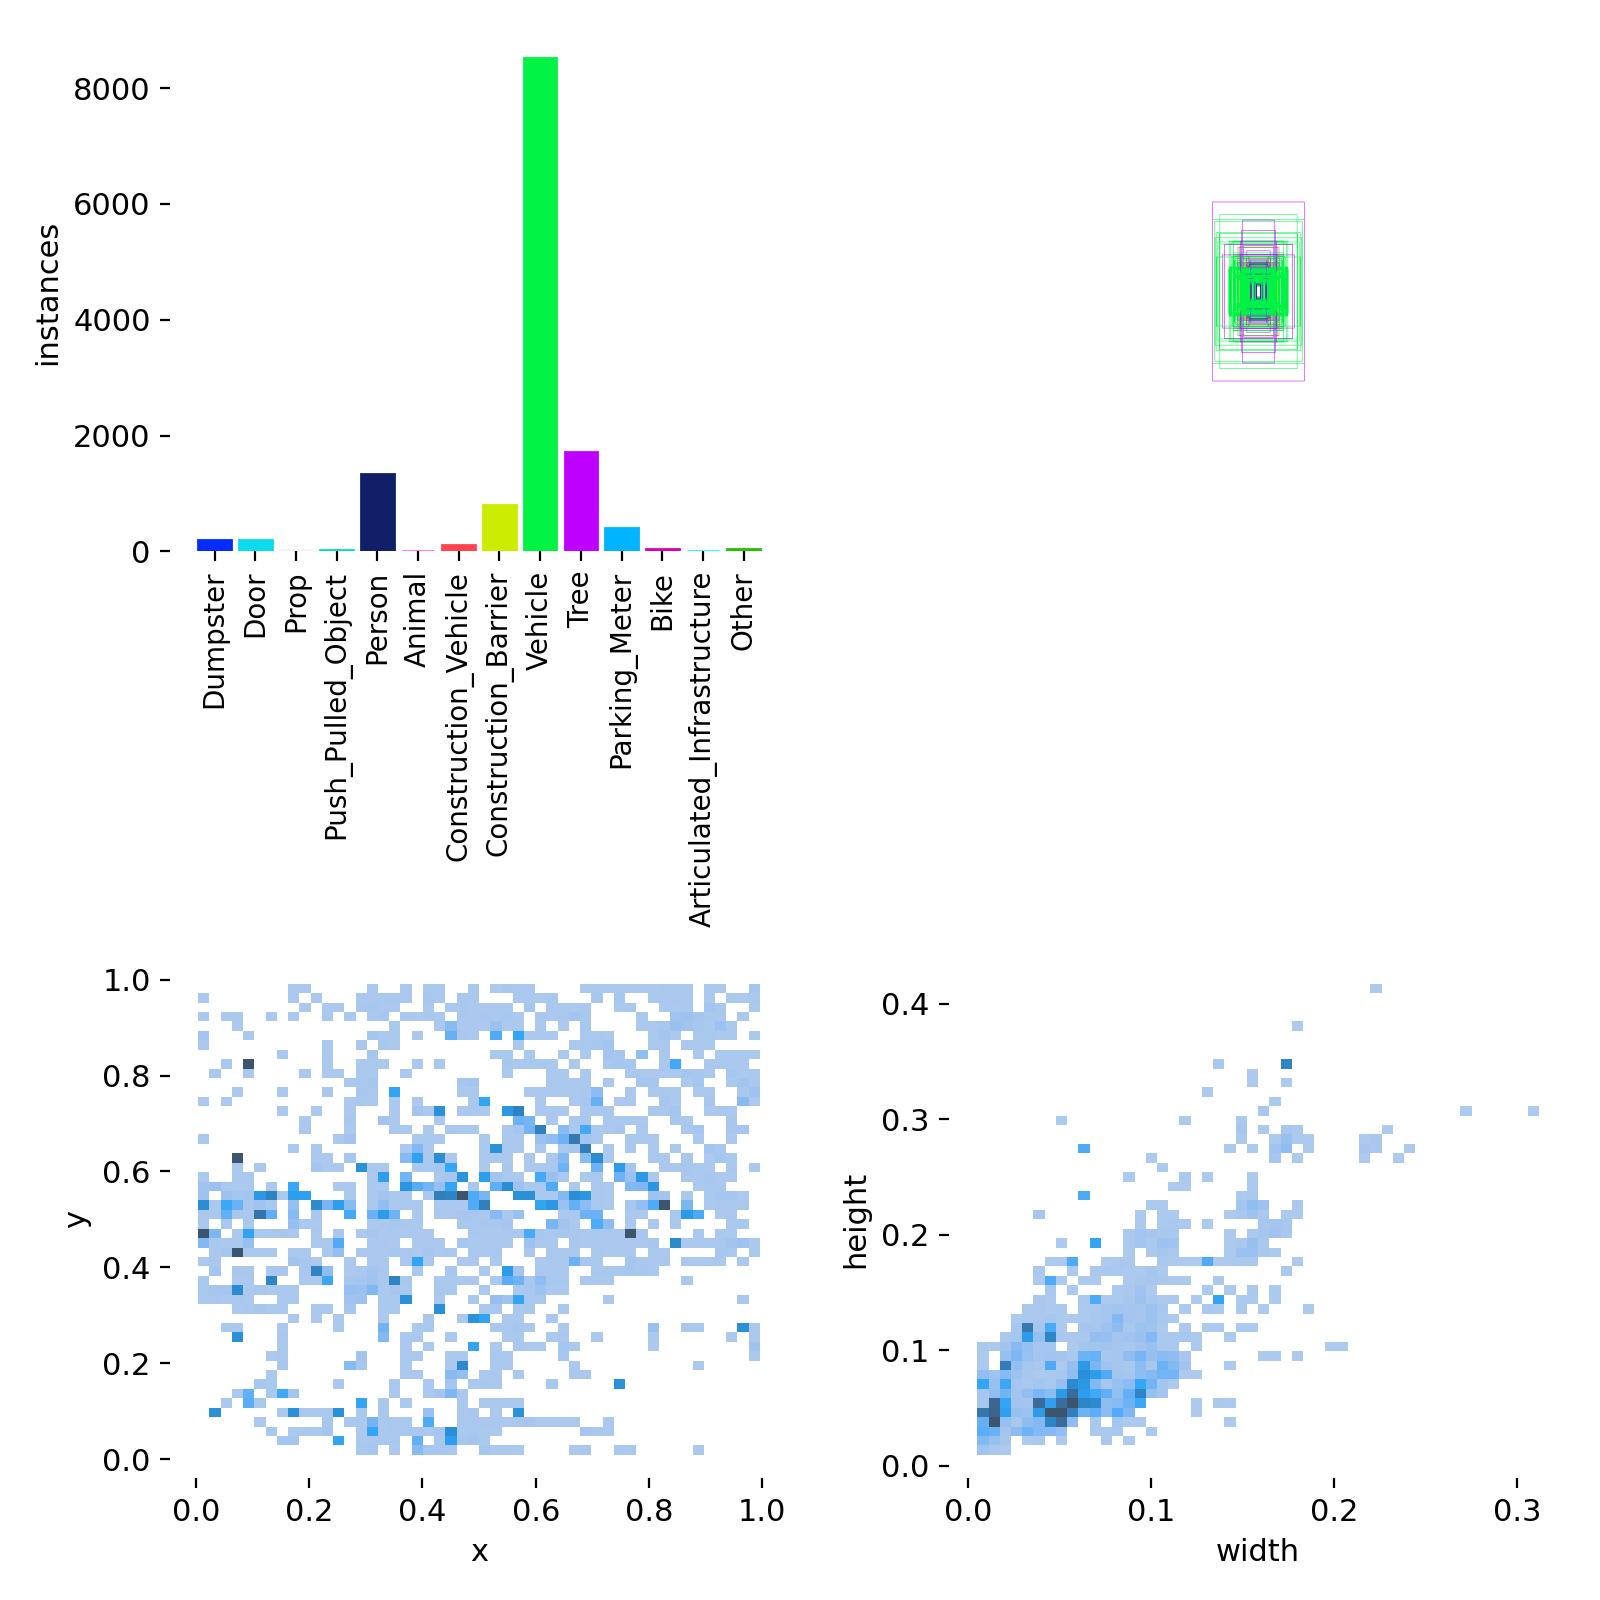 8000
6000
4000
2000
0
instances
Dumpster
Door
Prop
Push_Pulled_Object
Person
Animal
Construction_Vehicle
Construction_Barrier
Vehicle
Tree
Parking_Meter
Bike
Articulated_Infrastructure
Other
1.0
0.8
0.6
0.4
0.2
0.0
y
0.0 0.2 0.4 0.6 0.8 1.0
x
0.4
0.3
0.2
0.1
0.0
height
0.0 0.1 0.2 0.3
width